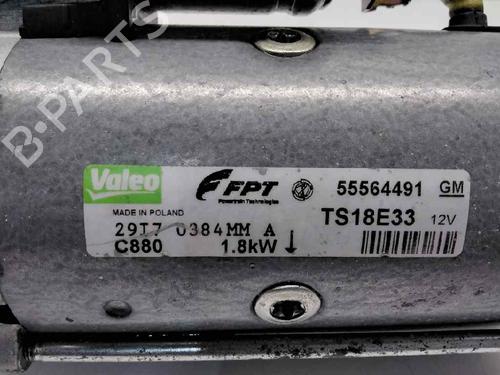 B-PARTS
Valeo
FPT
Powertrain Technologies
55564491 GM
MADE IN POLAND
TS18E33 12V
29T7 0384MM A
C880 1.8kW ↓